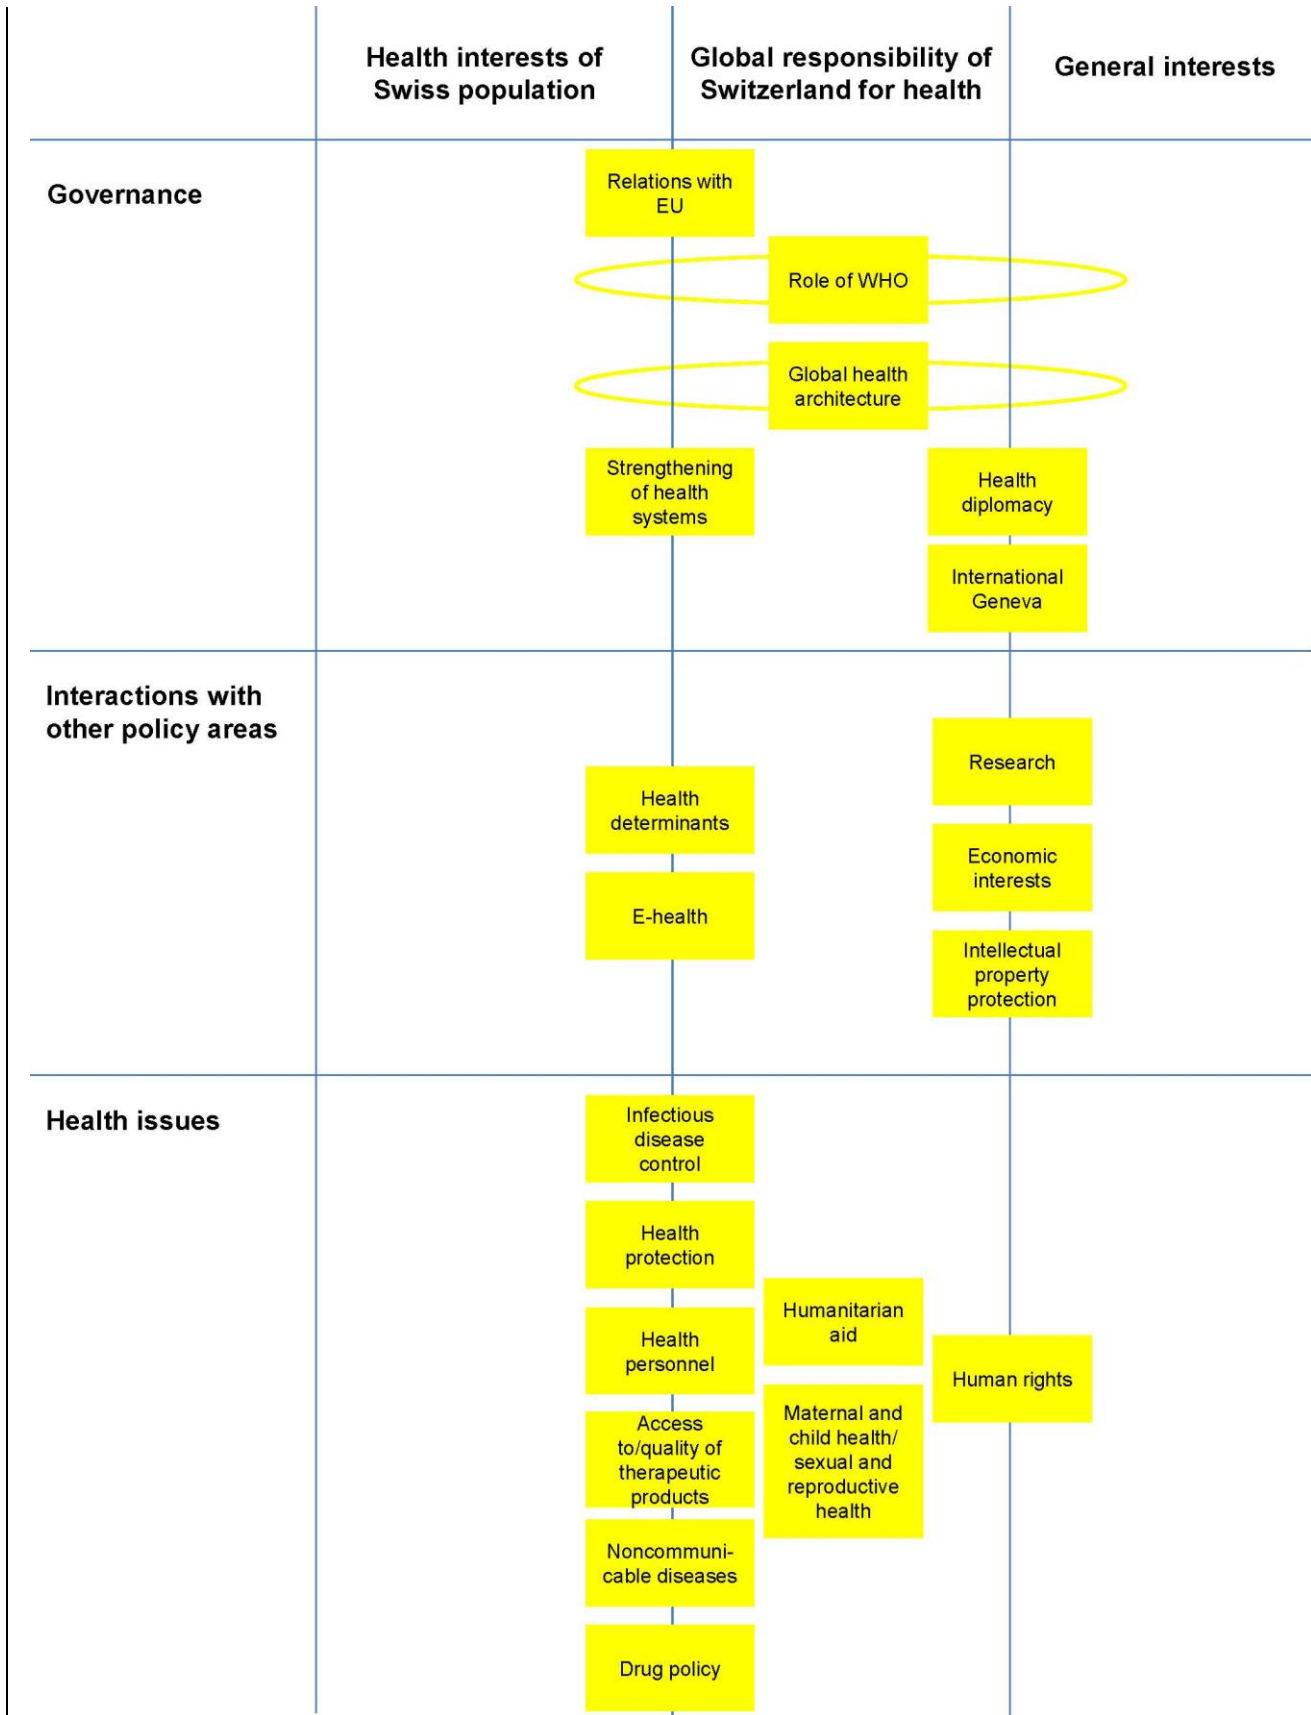 Health interests of
Swiss population
Global responsibility of
Switzerland for health
General interests
Governance
Relations with
EU
Role of WHO
Global health
architecture
Strengthening
of health
systems
Health
diplomacy
International
Geneva
Interactions with
other policy areas
Research
Health
determinants
Economic
interests
E-health
Intellectual
property
protection
Health issues
Infectious
disease
control
Health
protection
Humanitarian
aid
Health
personnel
Human rights
Access
to/quality of
therapeutic
products
Maternal and
child health/
sexual and
reproductive
health
Noncommuni-
cable diseases
Drug policy